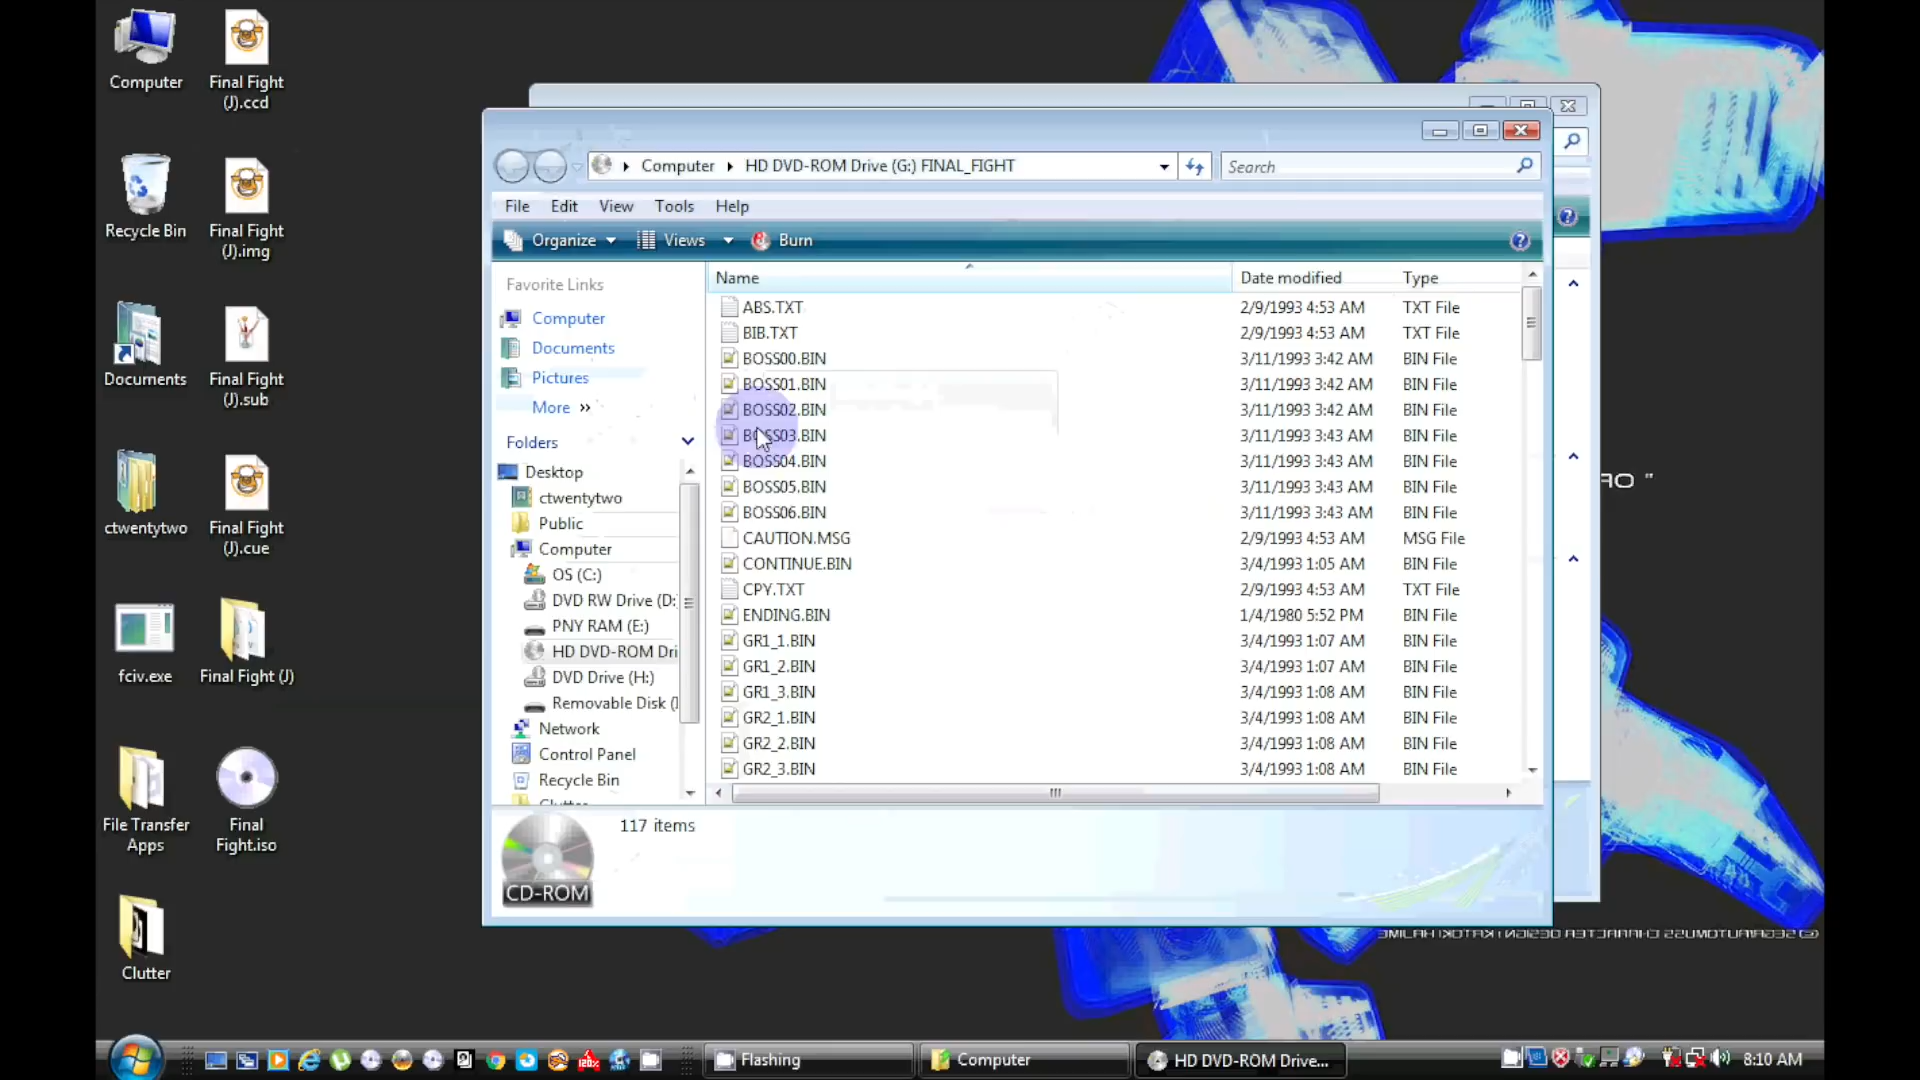 Computer
Final Fight
(J).ccd
Recycle Bin
Final Fight
(J).img
Documents
Final Fight
(J).sub
ctwentytwo
Final Fight
(J).cue
fciv.exe
Final Fight (J)
File Transfer
Apps
Final
Fight.iso
Clutter
Computer HD DVD-ROM Drive (G:) FINAL_FIGHT
Search
File Edit View Tools Help
Organize Views Burn
Favorite Links
Computer
Documents
Pictures
More »
Folders
Desktop
ctwentytwo
Public
Computer
OS (C:)
DVD RW Drive (D:
PNY RAM (E:)
HD DVD-ROM Dri
DVD Drive (H:)
Removable Disk (
Network
Control Panel
Recycle Bin
Clutter
Name Date modified Type
ABS.TXT 2/9/1993 4:53 AM TXT File
BIB.TXT 2/9/1993 4:53 AM TXT File
BOSS00.BIN 3/11/1993 3:42 AM BIN File
BOSS01.BIN 3/11/1993 3:42 AM BIN File
BOSS02.BIN 3/11/1993 3:42 AM BIN File
BOSS03.BIN 3/11/1993 3:43 AM BIN File
BOSS04.BIN 3/11/1993 3:43 AM BIN File
BOSS05.BIN 3/11/1993 3:43 AM BIN File
BOSS06.BIN 3/11/1993 3:43 AM BIN File
CAUTION.MSG 2/9/1993 4:53 AM MSG File
CONTINUE.BIN 3/4/1993 1:05 AM BIN File
CPY.TXT 2/9/1993 4:53 AM TXT File
ENDING.BIN 1/4/1980 5:52 PM BIN File
GR1_1.BIN 3/4/1993 1:07 AM BIN File
GR1_2.BIN 3/4/1993 1:07 AM BIN File
GR1_3.BIN 3/4/1993 1:08 AM BIN File
GR2_1.BIN 3/4/1993 1:08 AM BIN File
GR2_2.BIN 3/4/1993 1:08 AM BIN File
GR2_3.BIN 3/4/1993 1:08 AM BIN File
117 items
CD-ROM
Flashing
Computer
HD DVD-ROM Drive...
8:10 AM